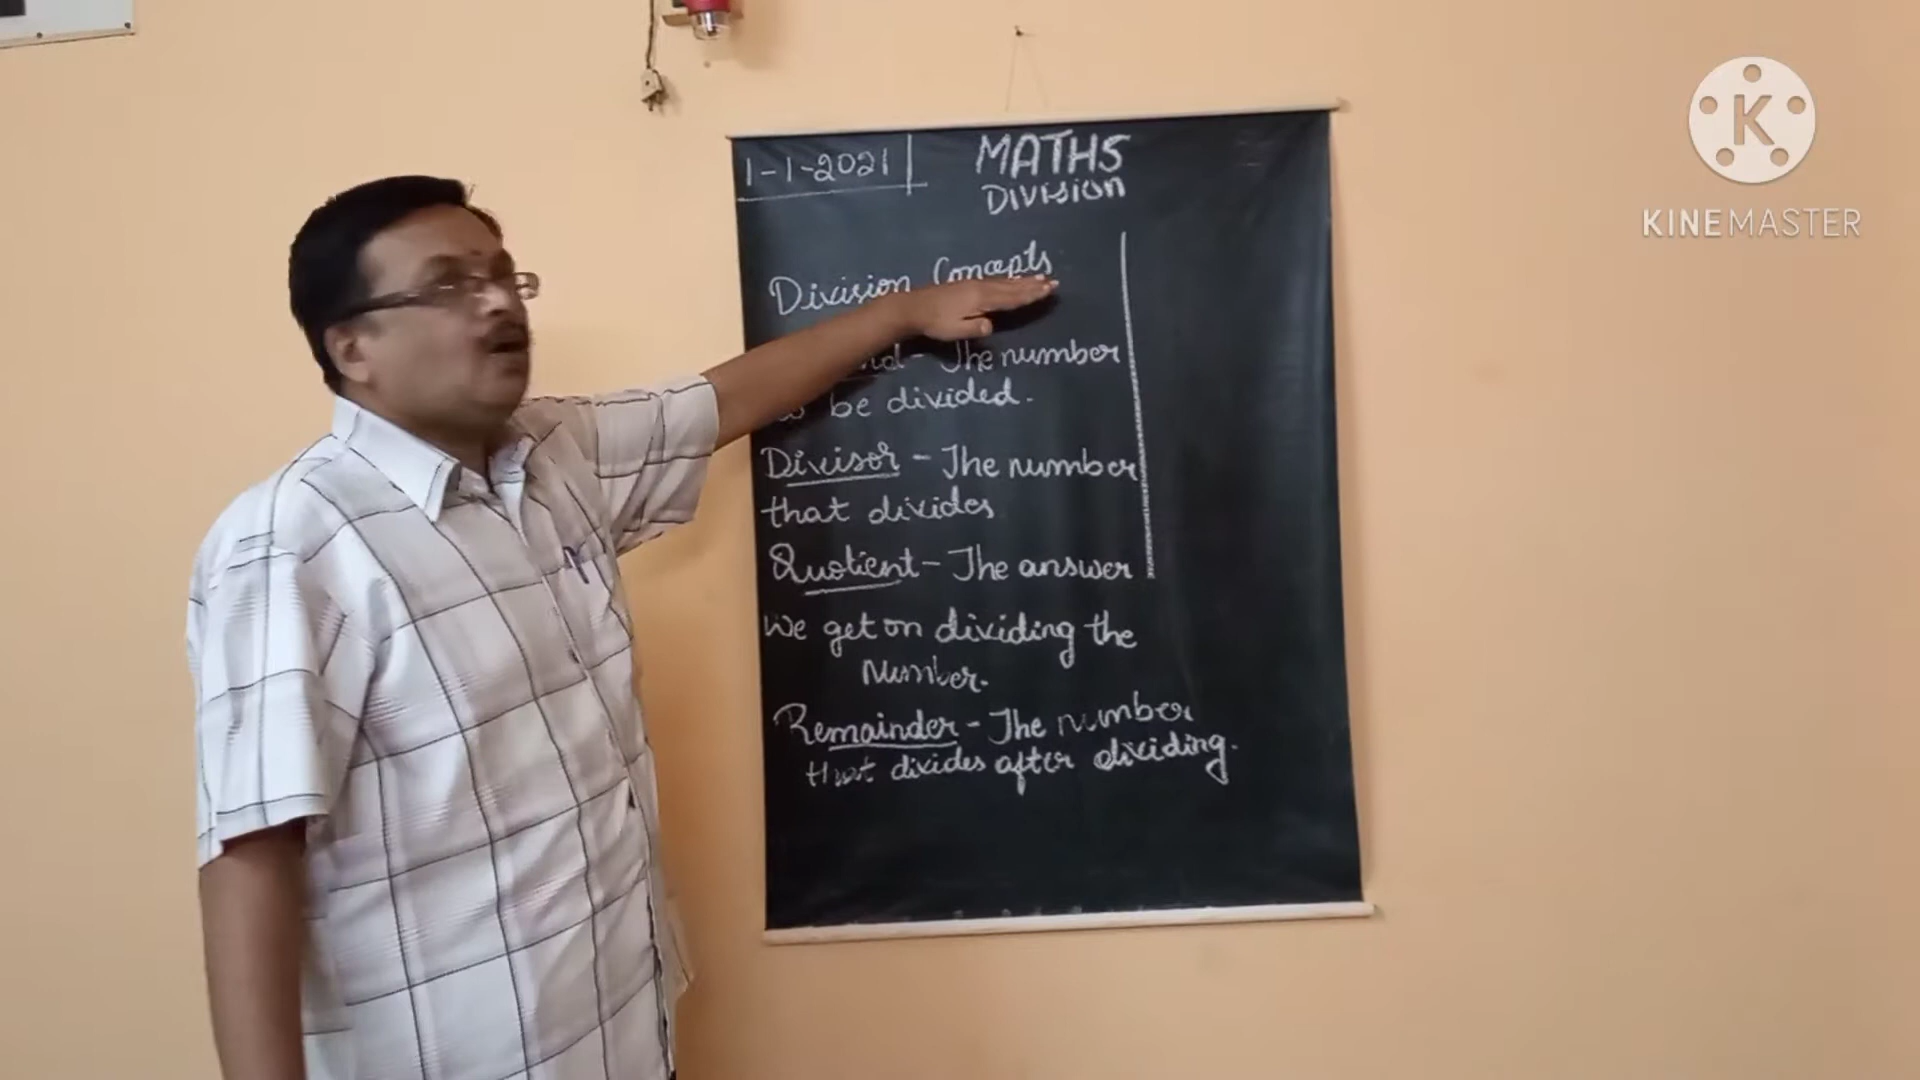 1-1-2021
MATHS
DIVISION
Division Concepts
The number
be divided.
Divisor - The number
that divides
Quotient - The answer
We get on dividing the
Number.
Remainder - The number
that divides after dividing.
K
KINEMASTER